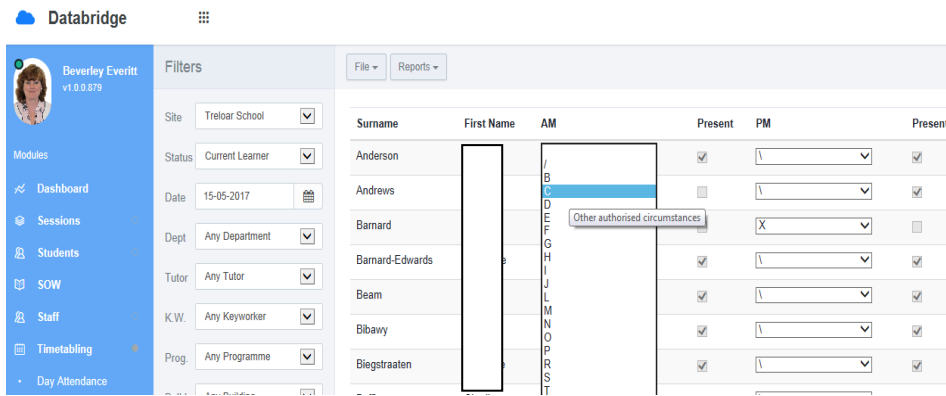 Databridge
Beverley Everitt
v1.0.0.879
Modules
Dashboard
Sessions
Students
SOW
Staff
Timetabling
Day Attendance
Filters
Site Treloar School
Status Current Learner
Date 15-05-2017
Dept Any Department
Tutor Any Tutor
K.W. Any Keyworker
Prog. Any Programme
Any Building
File Reports
Surname First Name AM Present PM Present
Anderson \
Andrews \
Barnard X
Barnard-Edwards \
Beam \
Bibawy \
Biegstraaten \
/
B
C
D
E
F
G
H
I
J
L
M
N
O
P
R
S
T
Other authorised circumstances